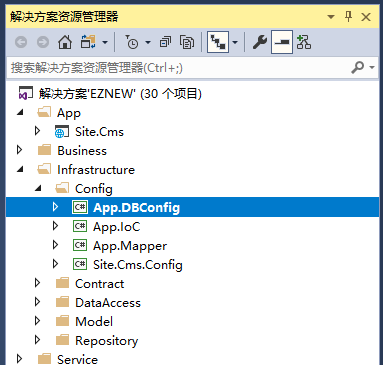 解决方案资源管理器
搜索解决方案资源管理器(Ctrl+;)
解决方案'EZNEW' (30 个项目)
App
Site.Cms
Business
Infrastructure
Config
C# App.DBConfig
C# App.IoC
C# App.Mapper
C# Site.Cms.Config
Contract
DataAccess
Model
Repository
Service